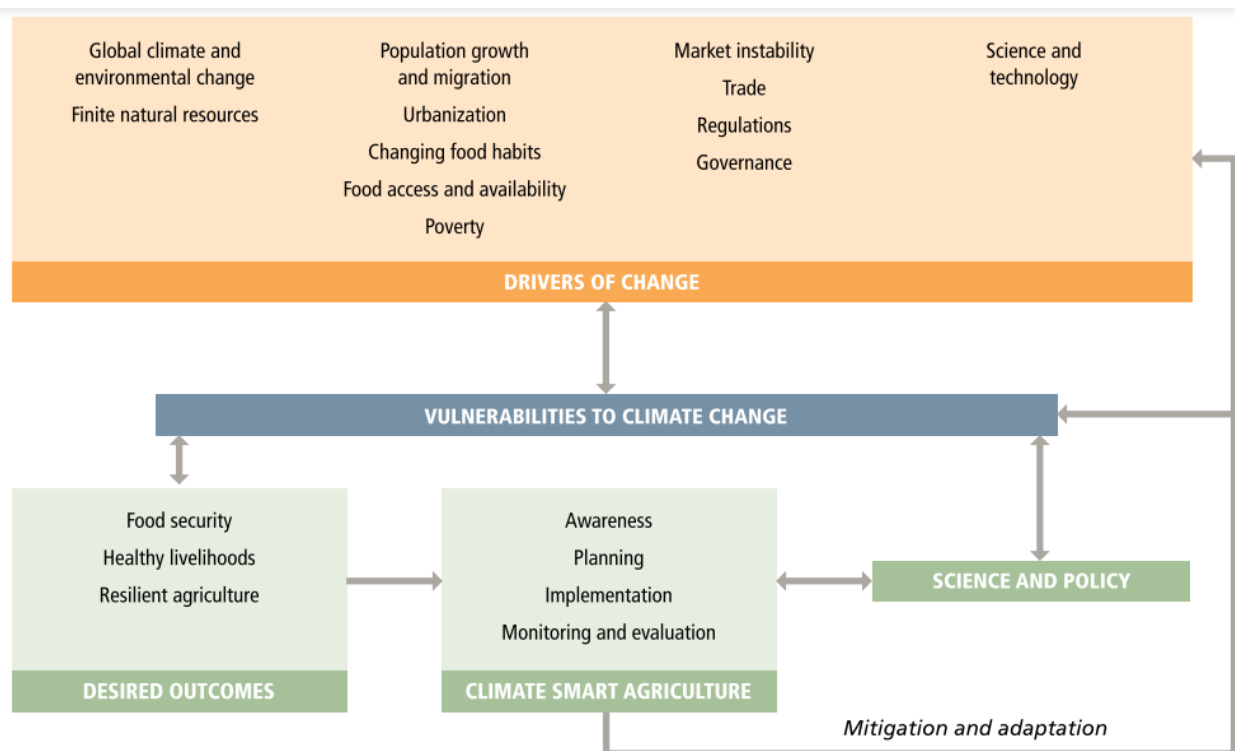 Global climate and
environmental change
Finite natural resources
Population growth
and migration
Urbanization
Changing food habits
Food access and availability
Poverty
Market instability
Trade
Regulations
Governance
Science and
technology
DRIVERS OF CHANGE
VULNERABILITIES TO CLIMATE CHANGE
Food security
Healthy livelihoods
Resilient agriculture
DESIRED OUTCOMES
Awareness
Planning
Implementation
Monitoring and evaluation
CLIMATE SMART AGRICULTURE
SCIENCE AND POLICY
Mitigation and adaptation